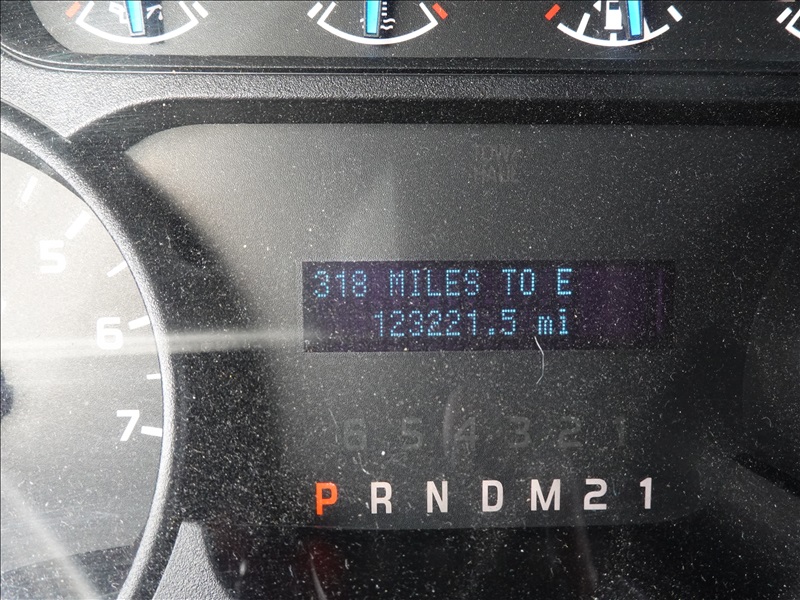 TOW/
HAUL
318 MILES TO E
123221.5 mi
5
6
7
6 5 4 3 2 1
P R N D M 2 1